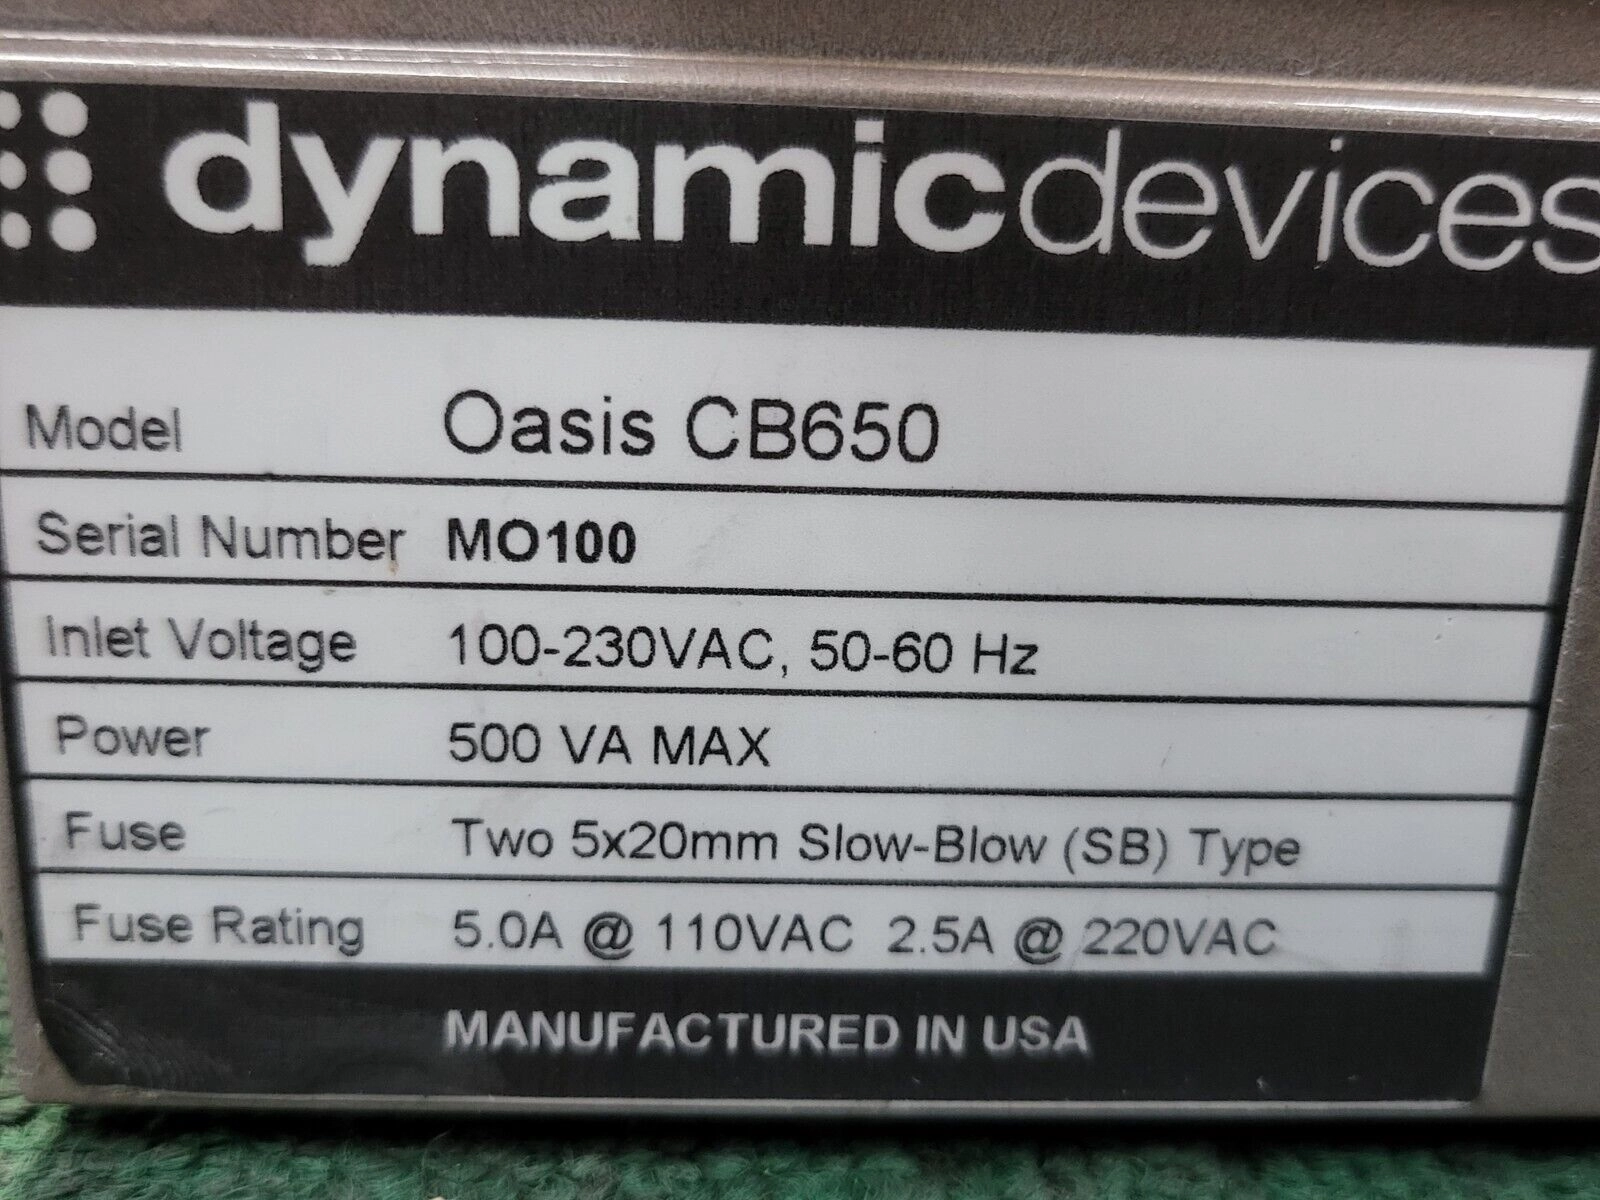 dynamicdevices
Model Oasis CB650
Serial Number MO100
Inlet Voltage 100-230VAC, 50-60 Hz
Power 500 VA MAX
Fuse Two 5x20mm Slow-Blow (SB) Type
Fuse Rating 5.0A @ 110VAC 2.5A @ 220VAC
MANUFACTURED IN USA